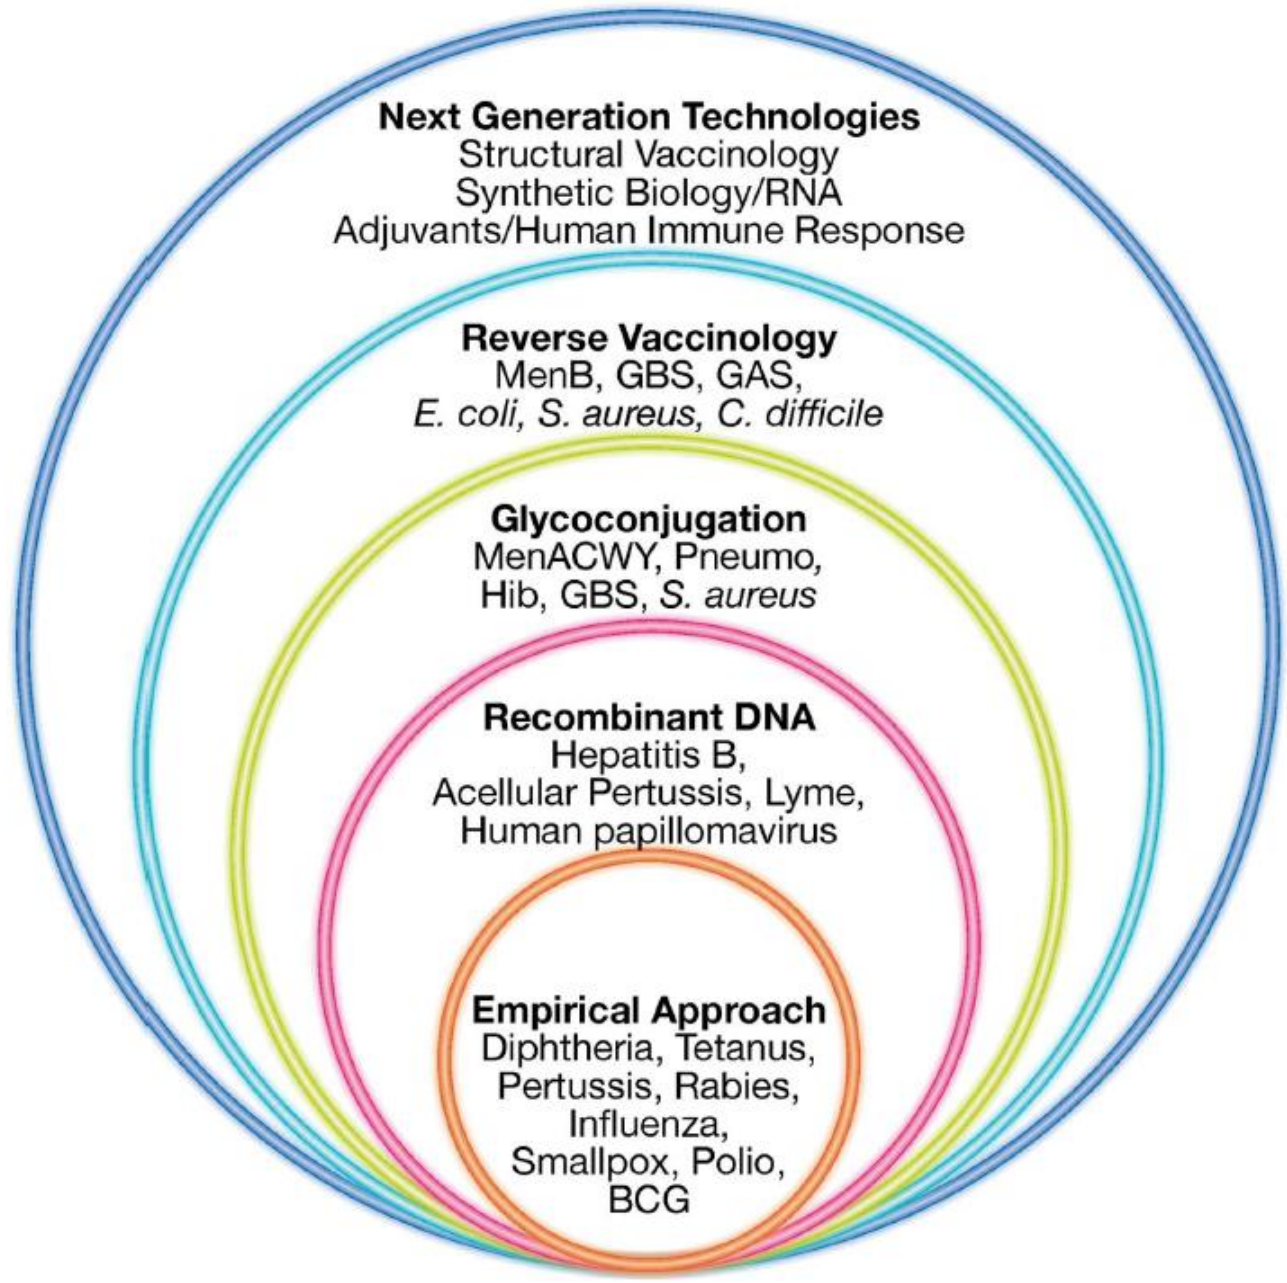 Next Generation Technologies
Structural Vaccinology
Synthetic Biology/RNA
Adjuvants/Human Immune Response
Reverse Vaccinology
MenB, GBS, GAS,
E. coli, S. aureus, C. difficile
Glycoconjugation
MenACWY, Pneumo,
Hib, GBS, S. aureus
Recombinant DNA
Hepatitis B,
Acellular Pertussis, Lyme,
Human papillomavirus
Empirical Approach
Diphtheria, Tetanus,
Pertussis, Rabies,
Influenza,
Smallpox, Polio,
BCG